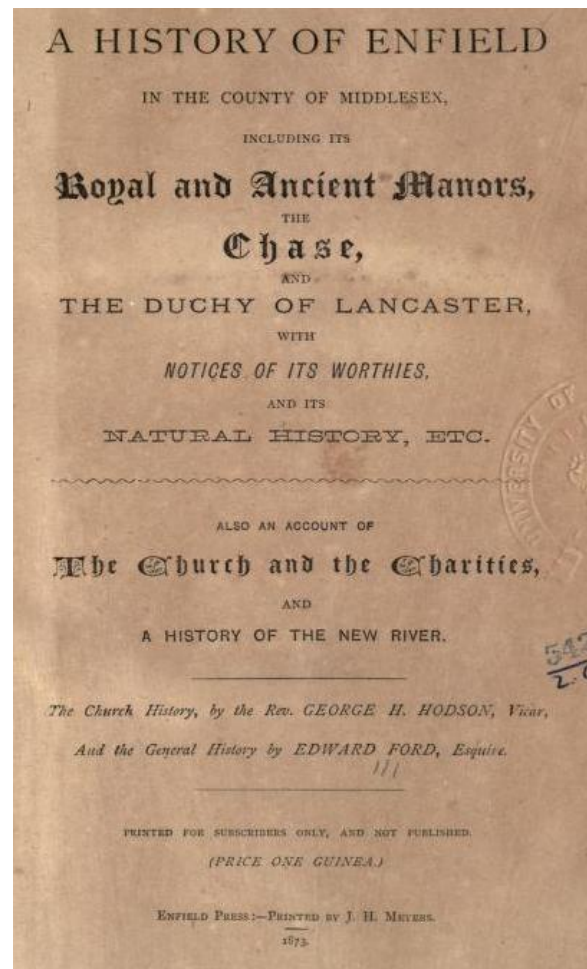 A HISTORY OF ENFIELD
IN THE COUNTY OF MIDDLESEX,
INCLUDING ITS
Royal and Ancient Manors,
THE
Chase,
AND
THE DUCHY OF LANCASTER,
WITH
NOTICES OF ITS WORTHIES,
AND ITS
NATURAL HISTORY, ETC.
UNIVERSITY OF
ALSO AN ACCOUNT OF
The Church and the Charities,
AND
A HISTORY OF THE NEW RIVER.
542
2.
The Church History, by the Rev. GEORGE H. HODSON, Vicar,
And the General History by EDWARD FORD, Esquire.
PRINTED FOR SUBSCRIBERS ONLY, AND NOT PUBLISHED.
(PRICE ONE GUINEA.)
ENFIELD PRESS:—PRINTED BY J. H. MEYERS.
1873.